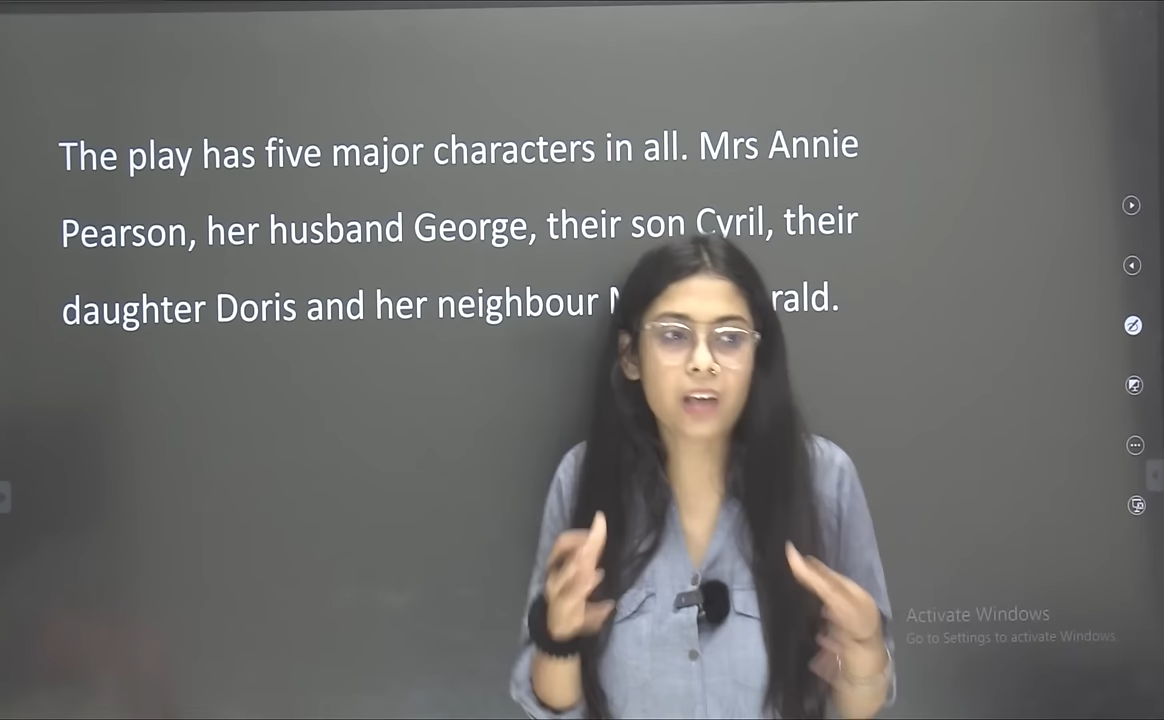 The play has five major characters in all. Mrs Annie
Pearson, her husband George, their son Cyril, their
daughter Doris and her neighbour
Activate Windows
Go to Settings to activate Windows